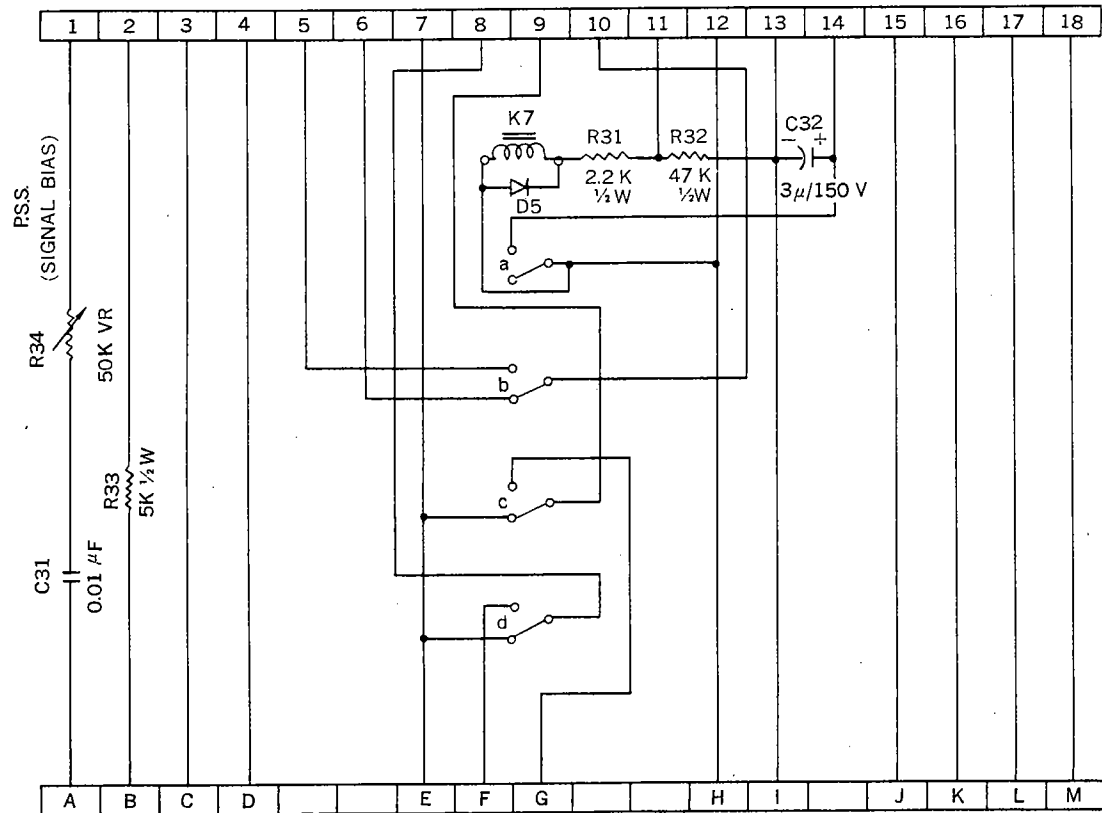 1 2 3 4 5 6 7 8 9 10 11 12 13 14 15 16 17 18
P.S.S.
(SIGNAL BIAS)
R34
50K VR
R33
5K ½W
C31
0.01 µF
K7
D5
R31
2.2 K
½W
R32
47 K
½W
C32
− +
3µ/150 V
a
b
c
d
A B C D E F G H I J K L M